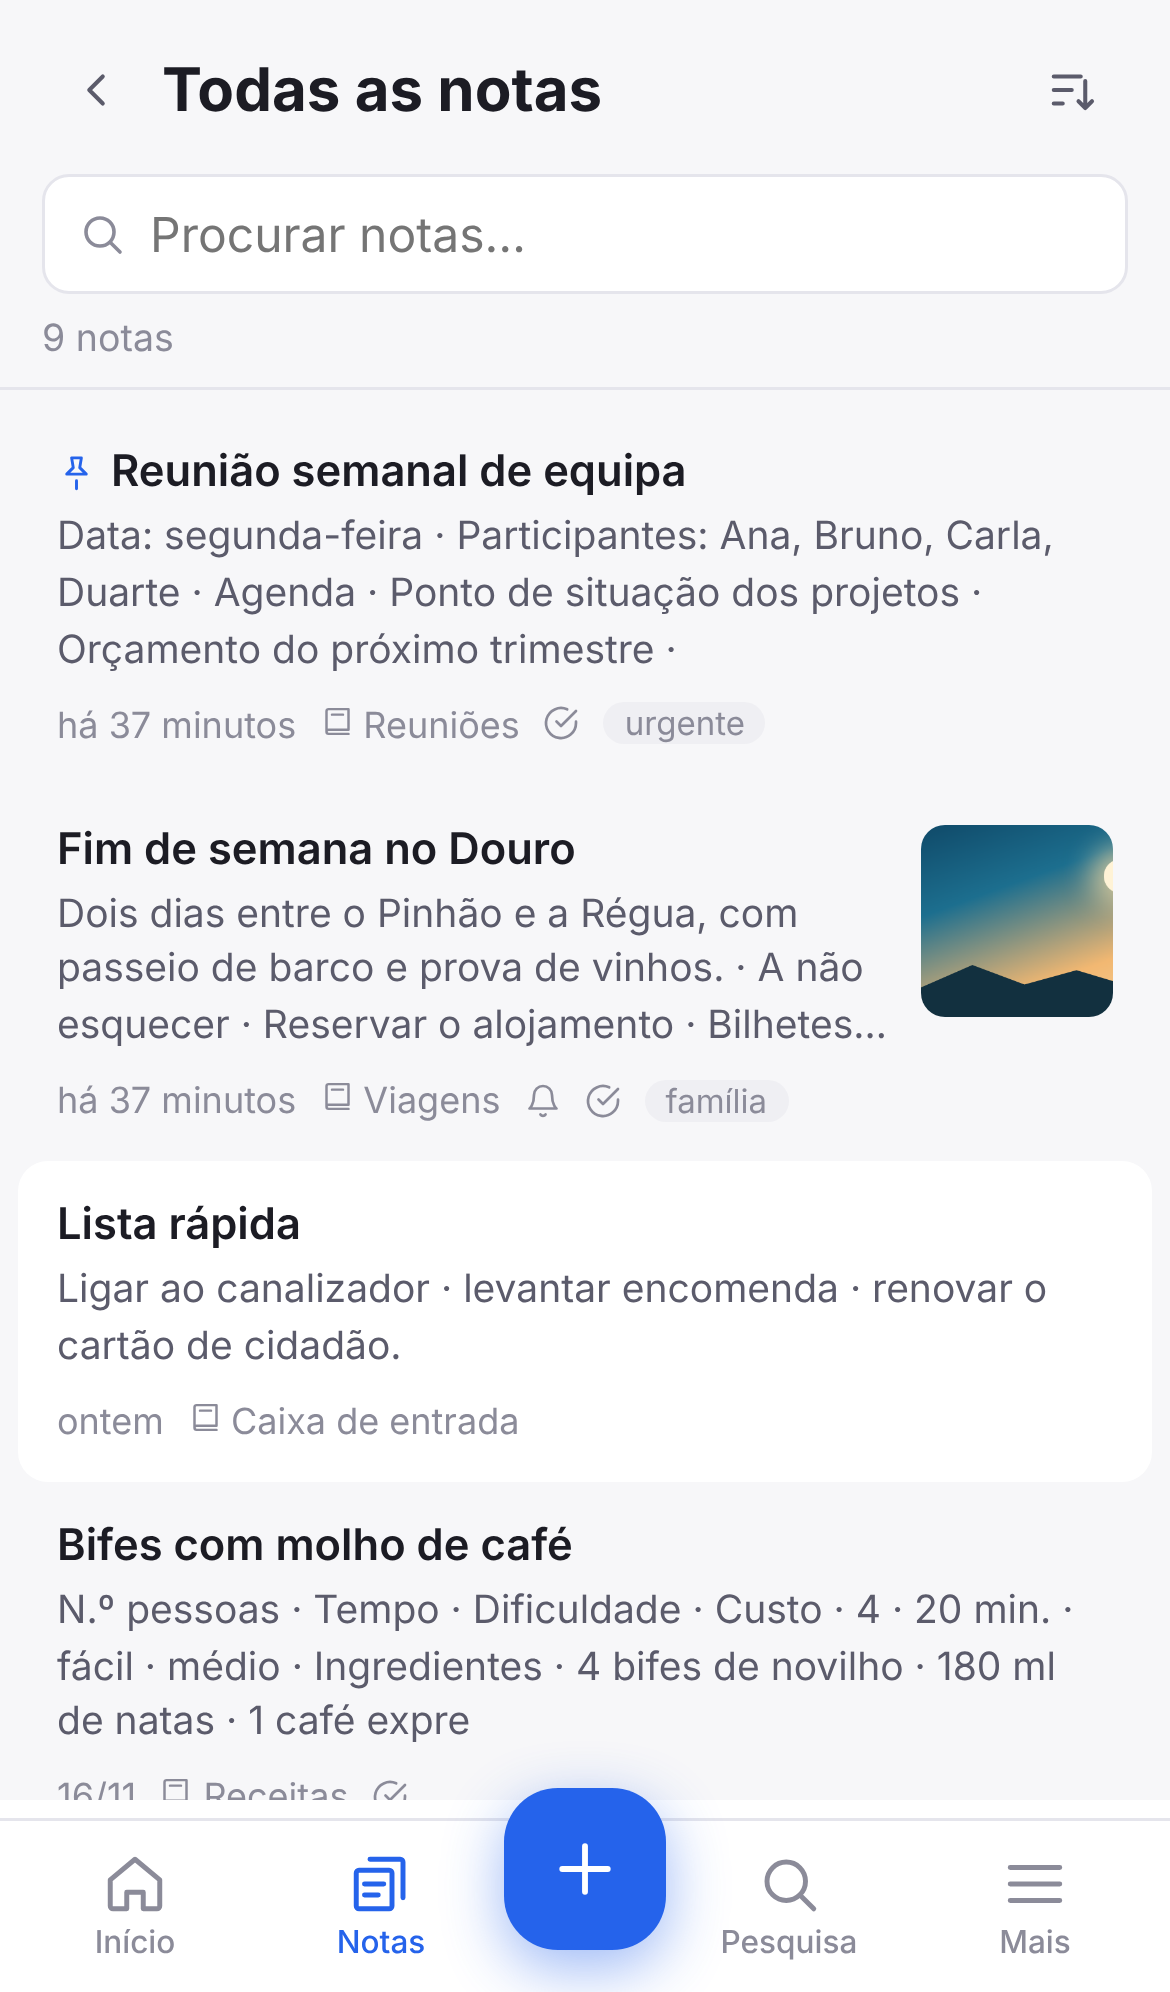 Todas as notas
Procurar notas...
9 notas
Reunião semanal de equipa
Data: segunda-feira · Participantes: Ana, Bruno, Carla,
Duarte · Agenda · Ponto de situação dos projetos ·
Orçamento do próximo trimestre ·
há 37 minutos Reuniões urgente
Fim de semana no Douro
Dois dias entre o Pinhão e a Régua, com
passeio de barco e prova de vinhos. · A não
esquecer · Reservar o alojamento · Bilhetes...
há 37 minutos Viagens família
Lista rápida
Ligar ao canalizador · levantar encomenda · renovar o
cartão de cidadão.
ontem Caixa de entrada
Bifes com molho de café
N.º pessoas · Tempo · Dificuldade · Custo · 4 · 20 min. ·
fácil · médio · Ingredientes · 4 bifes de novilho · 180 ml
de natas · 1 café expre
16/11 Receitas
Início Notas Pesquisa Mais